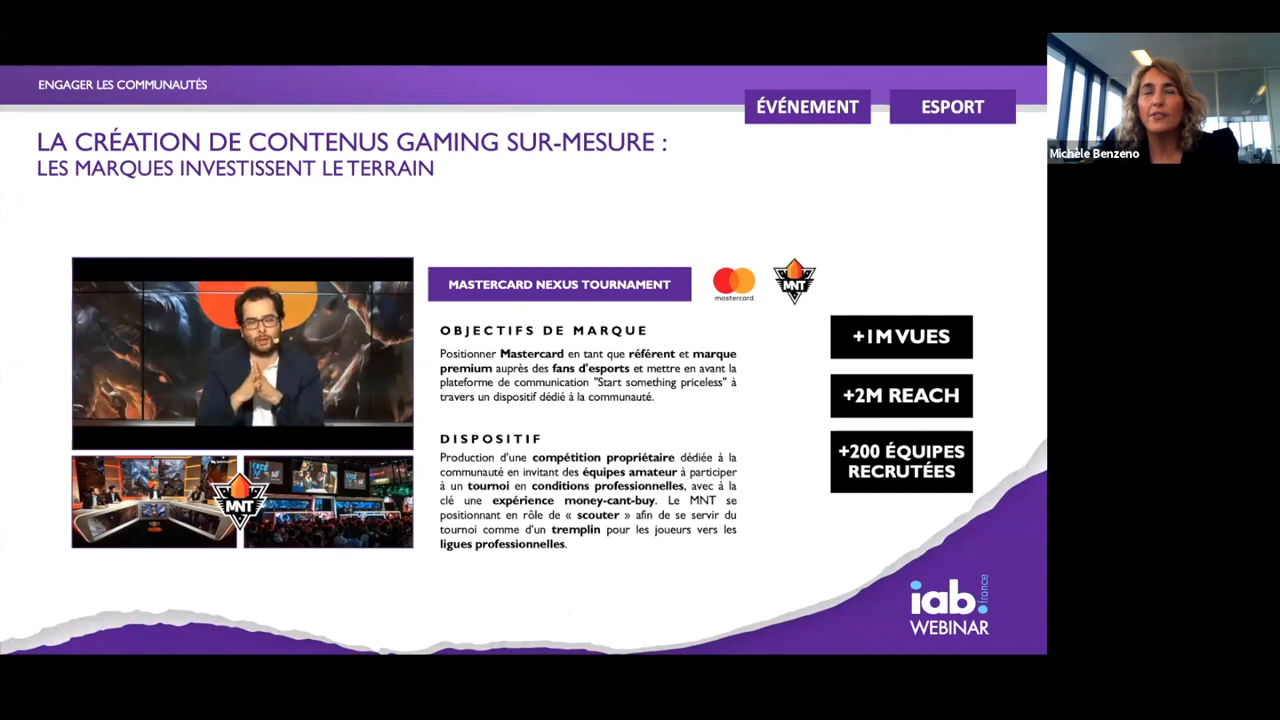 ENGAGER LES COMMUNAUTÉS
ÉVÉNEMENT
ESPORT
LA CRÉATION DE CONTENUS GAMING SUR-MESURE :
LES MARQUES INVESTISSENT LE TERRAIN
Michèle Benzeno
MASTERCARD NEXUS TOURNAMENT
mastercard.
MNT
OBJECTIFS DE MARQUE
Positionner Mastercard en tant que référent et marque
premium auprès des fans d'esports et mettre en avant la
plateforme de communication "Start something priceless" à
travers un dispositif dédié à la communauté.
DISPOSITIF
Production d'une compétition propriétaire dédiée à la
communauté en invitant des équipes amateur à participer
à un tournoi en conditions professionnelles, avec à la
clé une expérience money-cant-buy. Le MNT se
positionnant en rôle de « scouter » afin de se servir du
tournoi comme d'un tremplin pour les joueurs vers les
ligues professionnelles.
+1M VUES
+2M REACH
+200 ÉQUIPES
RECRUTÉES
MNT
iab.
france
WEBINAR